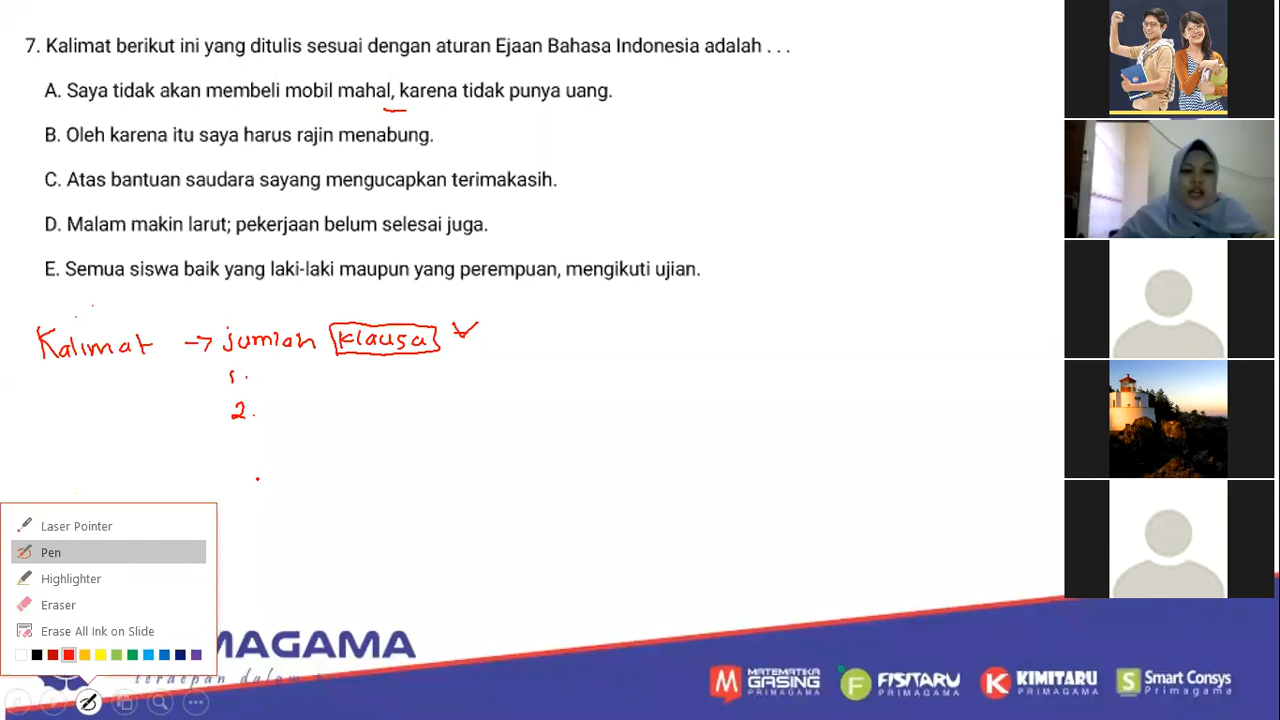 7. Kalimat berikut ini yang ditulis sesuai dengan aturan Ejaan Bahasa Indonesia adalah . . .
A. Saya tidak akan membeli mobil mahal, karena tidak punya uang.
B. Oleh karena itu saya harus rajin menabung.
C. Atas bantuan saudara sayang mengucapkan terimakasih.
D. Malam makin larut; pekerjaan belum selesai juga.
E. Semua siswa baik yang laki-laki maupun yang perempuan, mengikuti ujian.
Kalimat → jumlah klausa
1.
2.
Laser Pointer
Pen
Highlighter
Eraser
Erase All Ink on Slide
MAGAMA
terdepan dalam
MATEMATIKA
GASING
PRIMAGAMA
FISITARU
PRIMAGAMA
KIMITARU
PRIMAGAMA
Smart Consys
Primagama